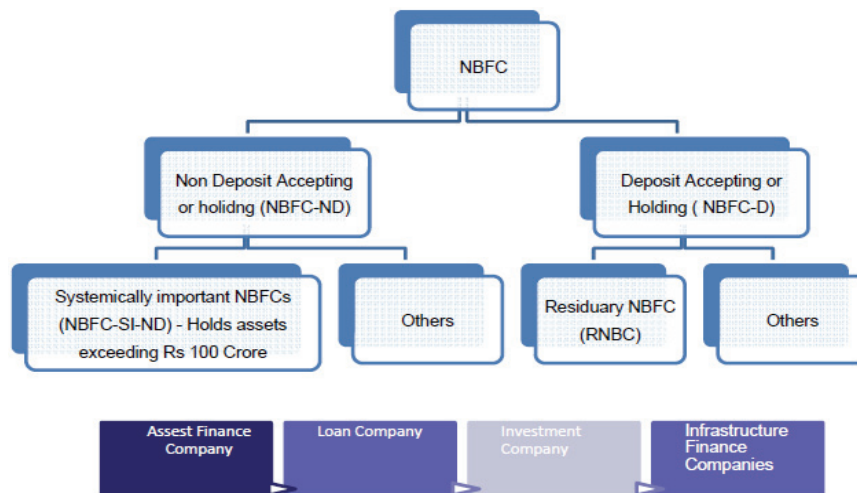 NBFC
Non Deposit Accepting
or holidng (NBFC-ND)
Deposit Accepting or
Holding ( NBFC-D)
Systemically important NBFCs
(NBFC-SI-ND) - Holds assets
exceeding Rs 100 Crore
Others
Residuary NBFC
(RNBC)
Others
Assest Finance
Company
Loan Company
Investment
Company
Infrastructure
Finance
Companies